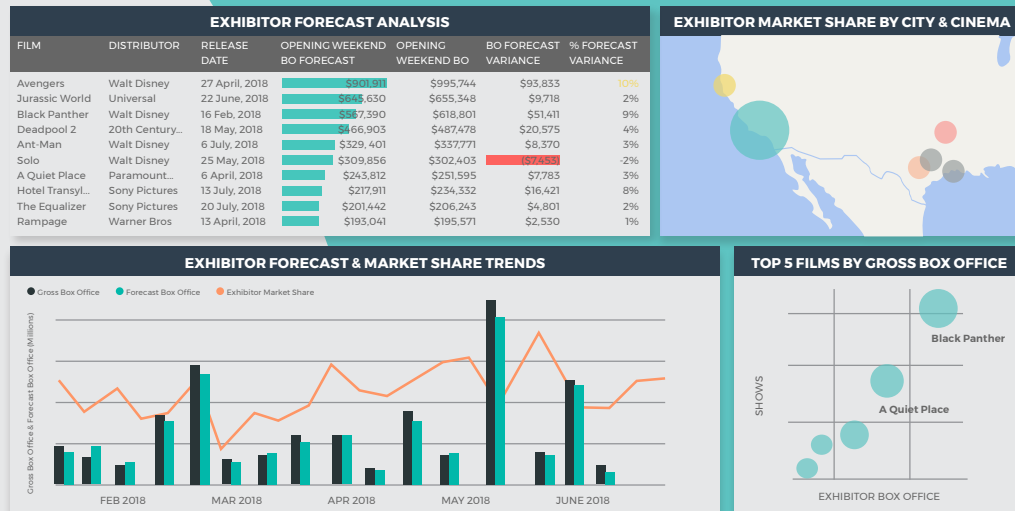 EXHIBITOR FORECAST ANALYSIS
FILM DISTRIBUTOR RELEASE DATE OPENING WEEKEND BO FORECAST OPENING WEEKEND BO BO FORECAST VARIANCE % FORECAST VARIANCE
Avengers Walt Disney 27 April, 2018 $901,911 $995,744 $93,833 10%
Jurassic World Universal 22 June, 2018 $645,630 $655,348 $9,718 2%
Black Panther Walt Disney 16 Feb, 2018 $567,390 $618,801 $51,411 9%
Deadpool 2 20th Century... 18 May, 2018 $466,903 $487,478 $20,575 4%
Ant-Man Walt Disney 6 July, 2018 $329, 401 $337,771 $8,370 3%
Solo Walt Disney 25 May, 2018 $309,856 $302,403 ($7,453) -2%
A Quiet Place Paramount... 6 April, 2018 $243,812 $251,595 $7,783 3%
Hotel Transyl... Sony Pictures 13 July, 2018 $217,911 $234,332 $16,421 8%
The Equalizer Sony Pictures 20 July, 2018 $201,442 $206,243 $4,801 2%
Rampage Warner Bros 13 April, 2018 $193,041 $195,571 $2,530 1%
EXHIBITOR MARKET SHARE BY CITY & CINEMA
EXHIBITOR FORECAST & MARKET SHARE TRENDS
Gross Box Office Forecast Box Office Exhibitor Market Share
Gross Box Office & Forecast Box Office (Millions)
FEB 2018 MAR 2018 APR 2018 MAY 2018 JUNE 2018
TOP 5 FILMS BY GROSS BOX OFFICE
Black Panther
A Quiet Place
SHOWS
EXHIBITOR BOX OFFICE